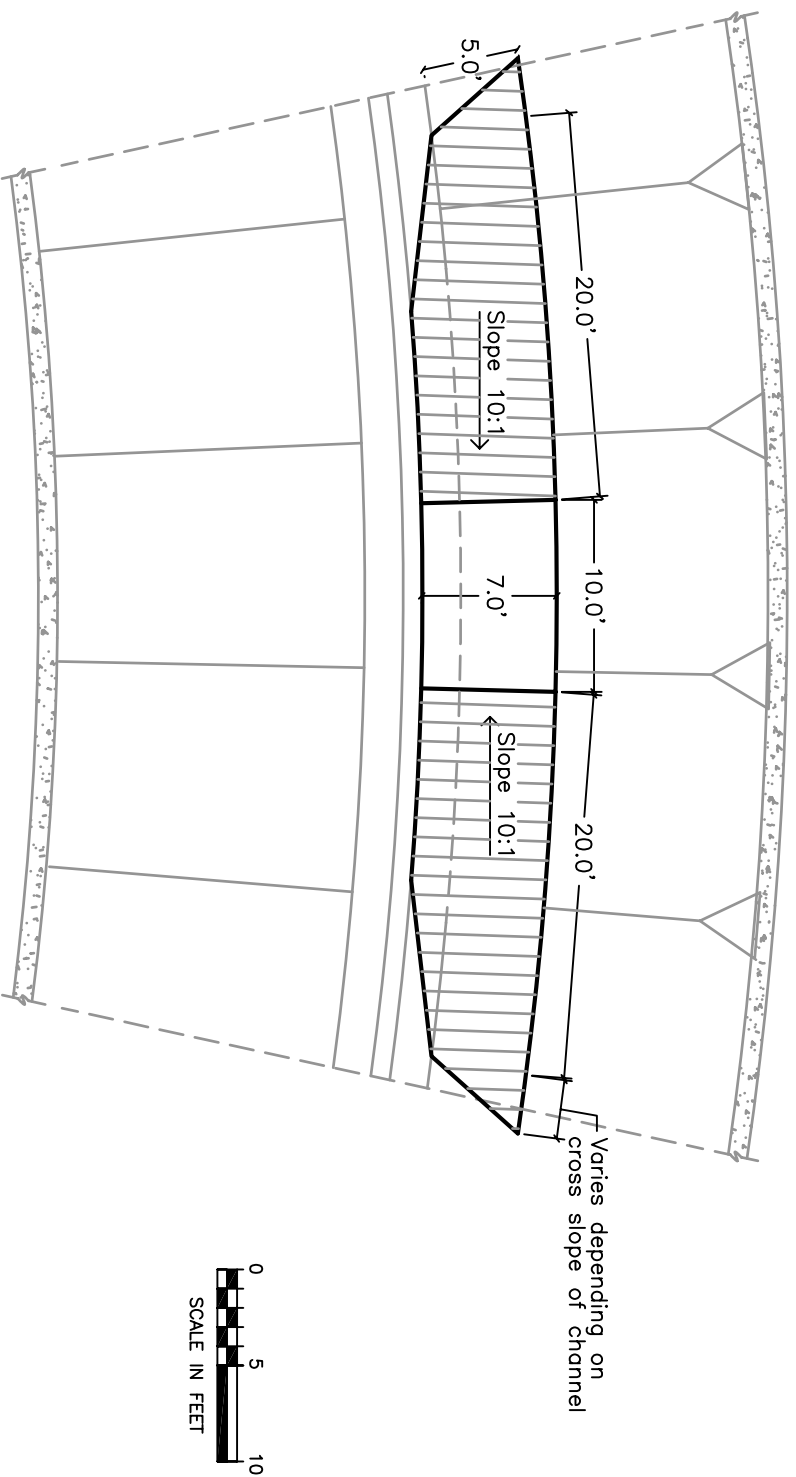 5.0'
20.0'
Slope 10:1
10.0'
7.0'
Slope 10:1
20.0'
Varies depending on
cross slope of channel
0 5 10
SCALE IN FEET